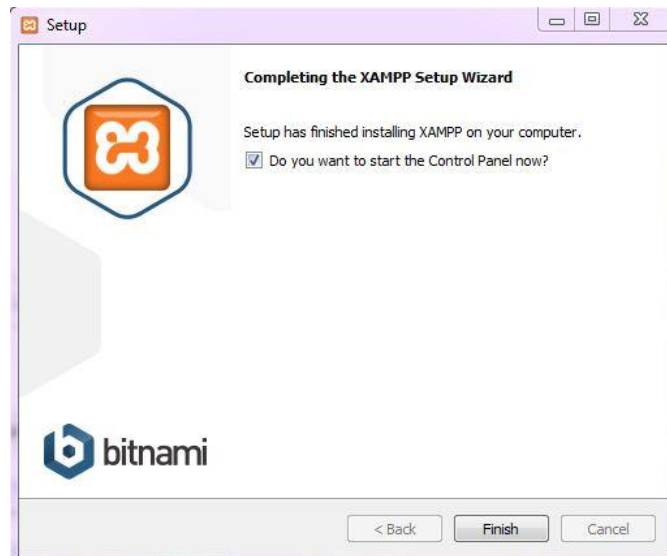 Setup
Completing the XAMPP Setup Wizard
Setup has finished installing XAMPP on your computer.
Do you want to start the Control Panel now?
bitnami
< Back
Finish
Cancel